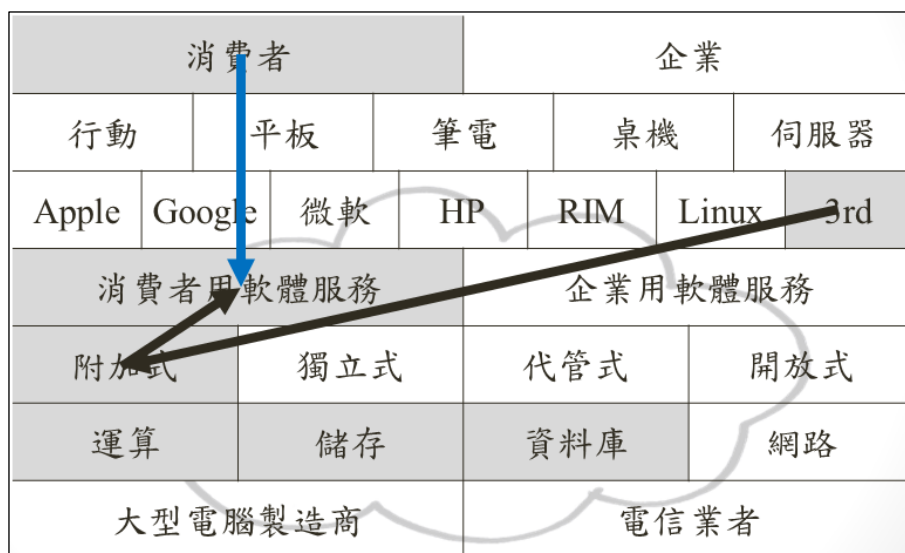 消費者 企業
行動 平板 筆電 桌機 伺服器
Apple Google 微軟 HP RIM Linux 3rd
消費者用軟體服務 企業用軟體服務
附加式 獨立式 代管式 開放式
運算 儲存 資料庫 網路
大型電腦製造商 電信業者